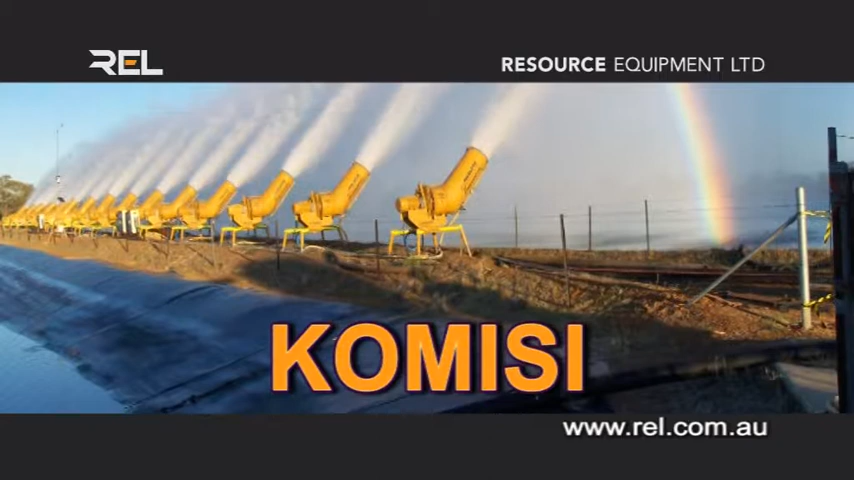 REL
RESOURCE EQUIPMENT LTD
KOMISI
www.rel.com.au